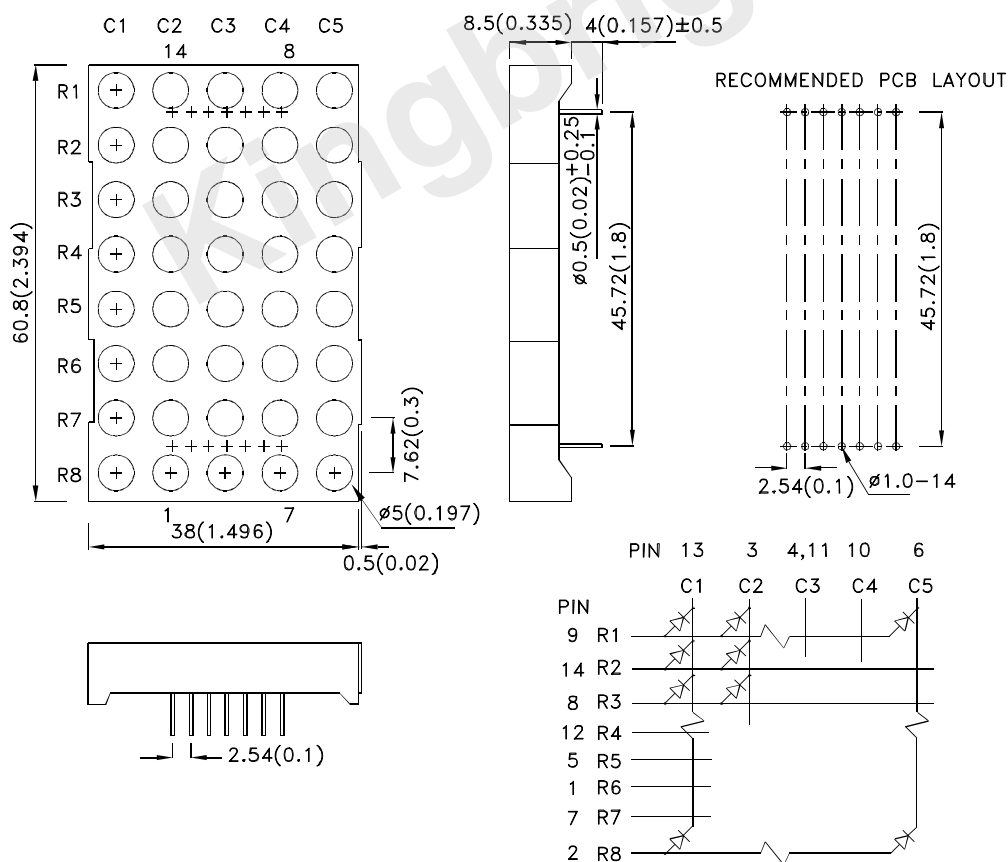 C1 C2 C3 C4 C5
14 8
R1
R2
R3
R4
R5
R6
R7
R8
60.8(2.394)
7.62(0.3)
1 7
ø5(0.197)
38(1.496)
0.5(0.02)
8.5(0.335) 4(0.157)±0.5
ø0.5(0.02)+0.25 −0.1
45.72(1.8)
RECOMMENDED PCB LAYOUT
45.72(1.8)
2.54(0.1)
ø1.0-14
2.54(0.1)
PIN 13 3 4,11 10 6
C1 C2 C3 C4 C5
PIN
9 R1
14 R2
8 R3
12 R4
5 R5
1 R6
7 R7
2 R8